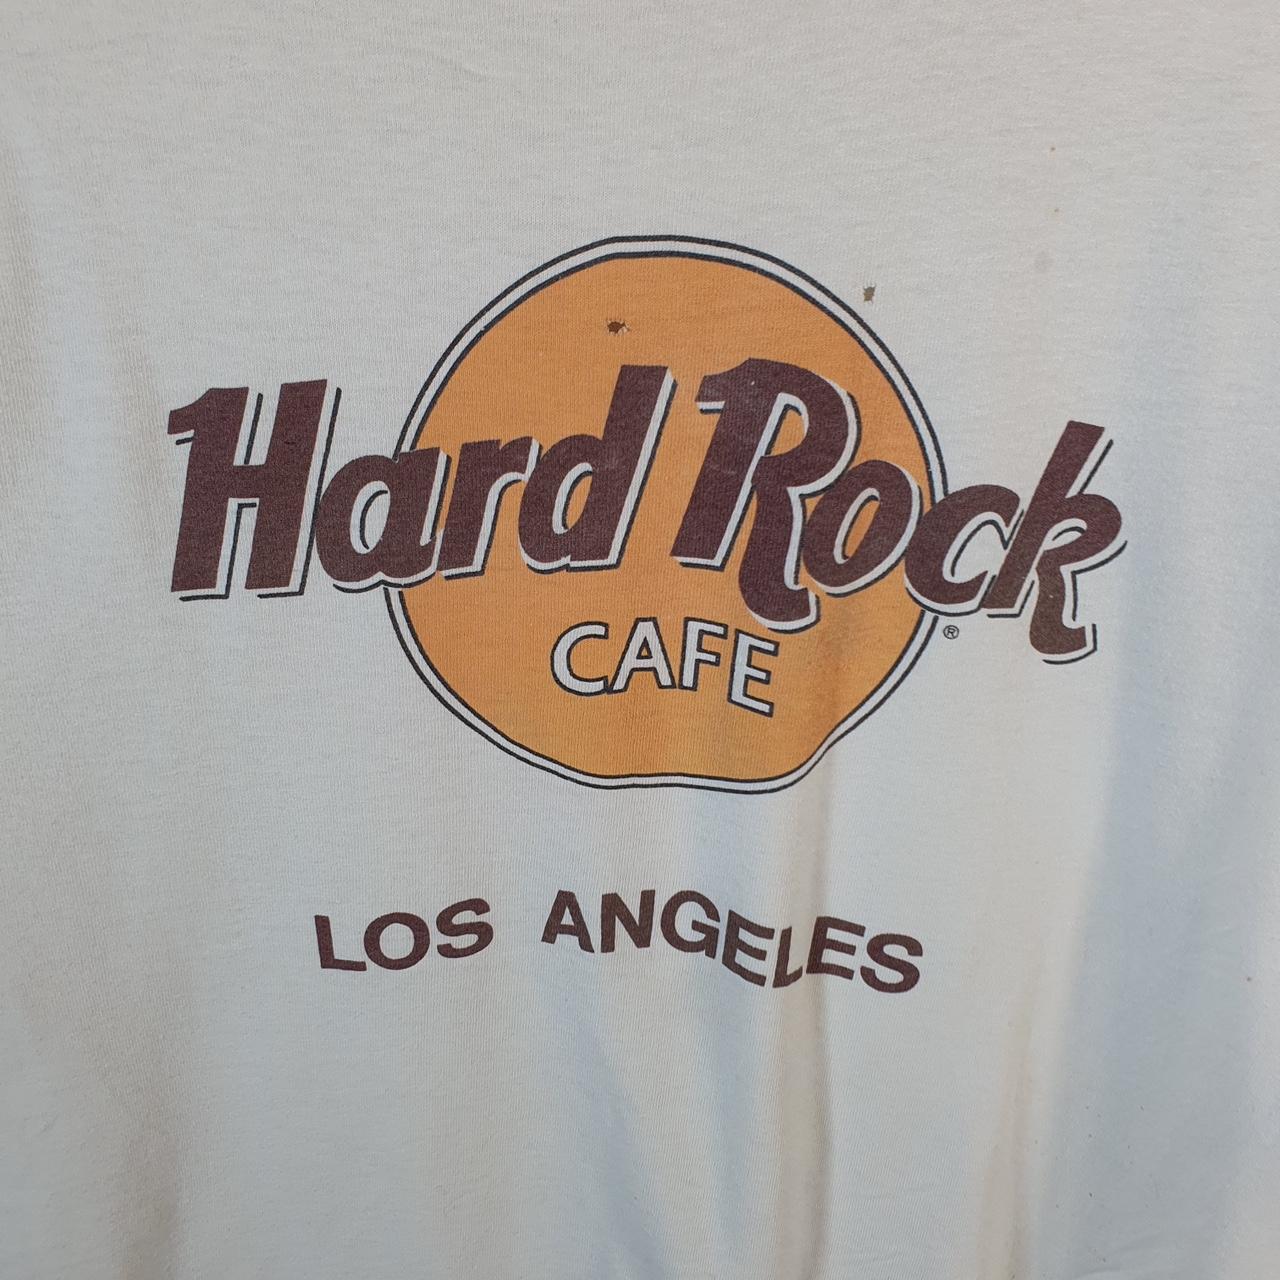 Hard Rock
®
CAFE
LOS ANGELES